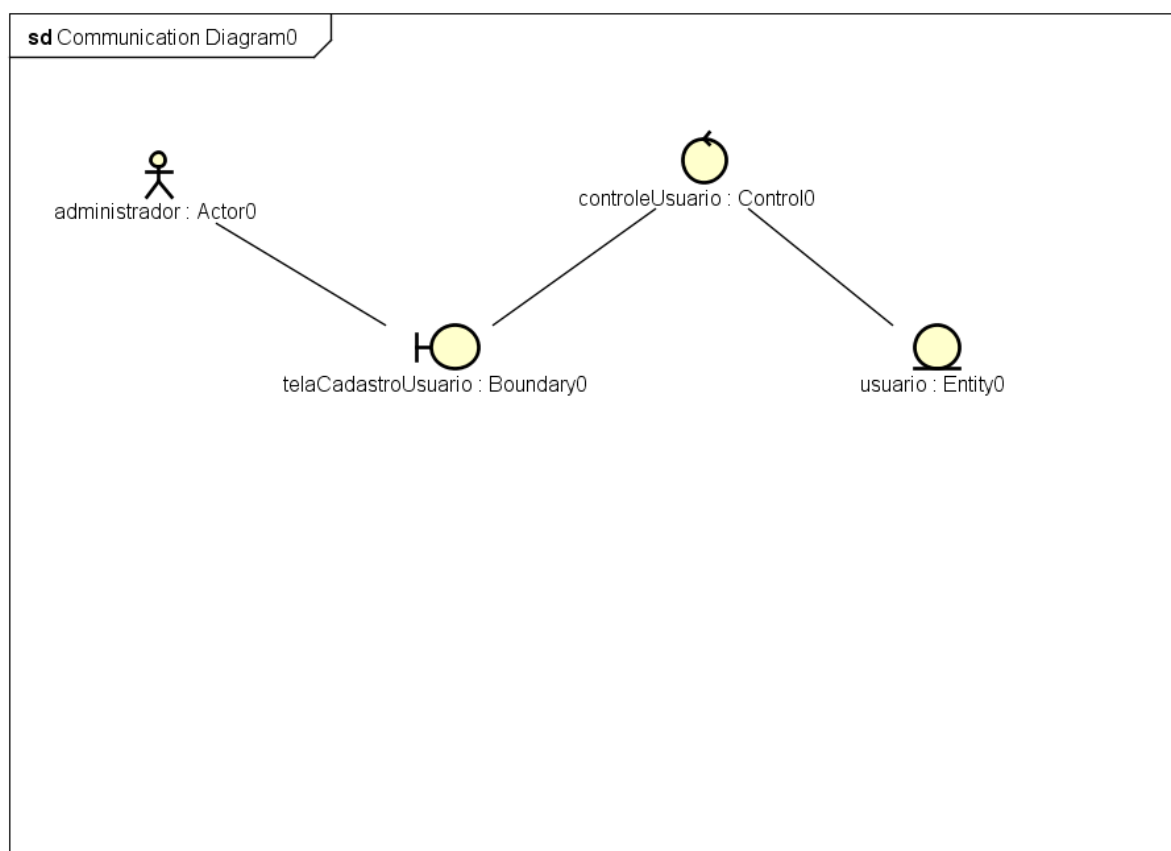 sd Communication Diagram0
administrador : Actor0
controleUsuario : Control0
telaCadastroUsuario : Boundary0
usuario : Entity0